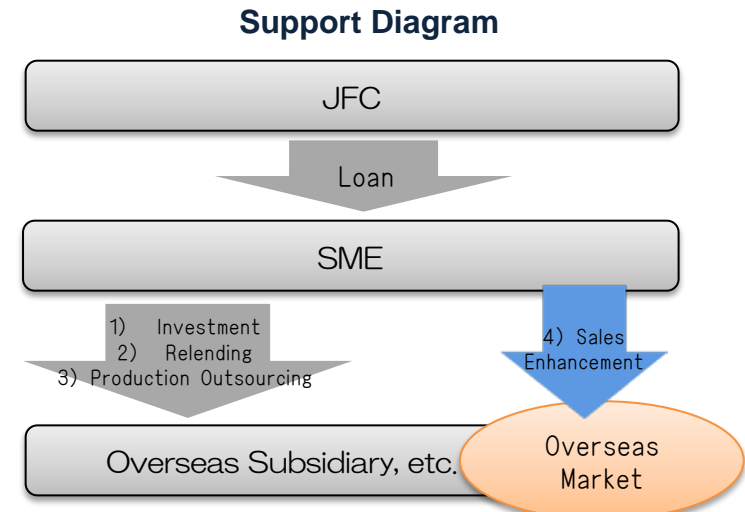 Support Diagram
JFC
Loan
SME
1) Investment
2) Relending
3) Production Outsourcing
4) Sales
Enhancement
Overseas Subsidiary, etc.
Overseas
Market